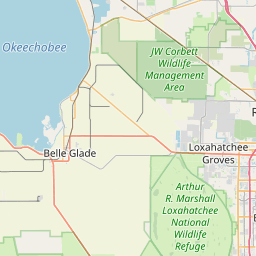 Okeechobee
JW Corbett
Wildlife
Management
Area
R
Loxahatchee
Groves
Belle Glade
Arthur
R. Marshall
Loxahatchee
National
Wildlife
Refuge
B